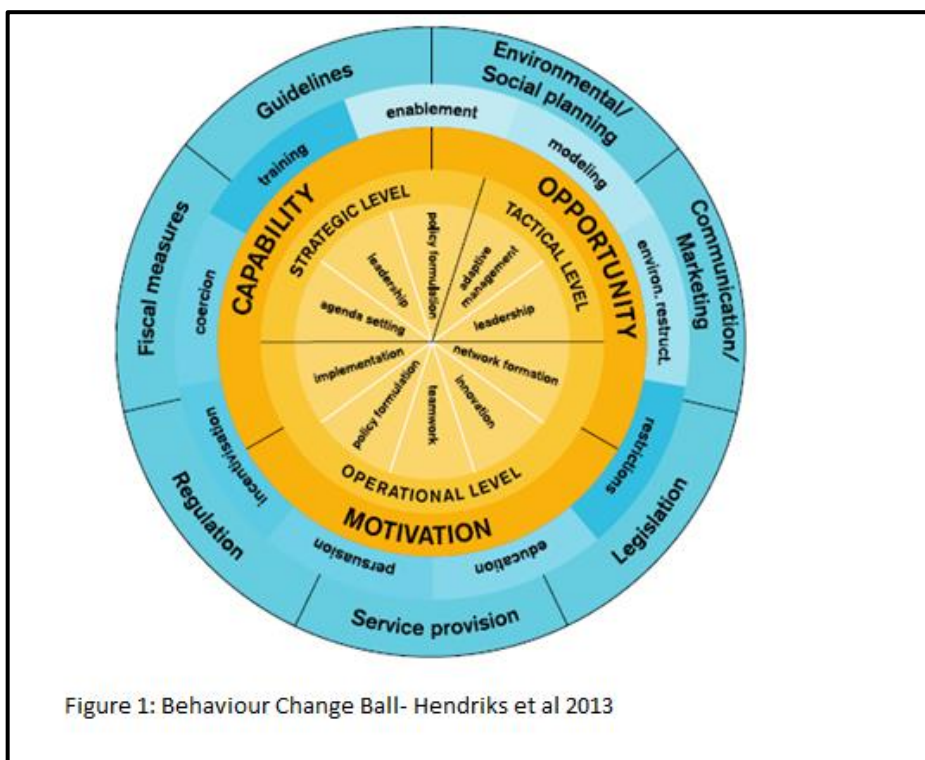 Guidelines
Environmental/
Social planning
Communication/
Marketing
Legislation
Service provision
Regulation
Fiscal measures
enablement
modeling
environ. restruct.
restrictions
education
persuasion
incentivisation
coercion
training
CAPABILITY
OPPORTUNITY
MOTIVATION
STRATEGIC LEVEL
TACTICAL LEVEL
OPERATIONAL LEVEL
policy formulation
adaptive
management
leadership
network formation
innovation
teamwork
policy formulation
implementation
agenda setting
leadership
Figure 1: Behaviour Change Ball- Hendriks et al 2013